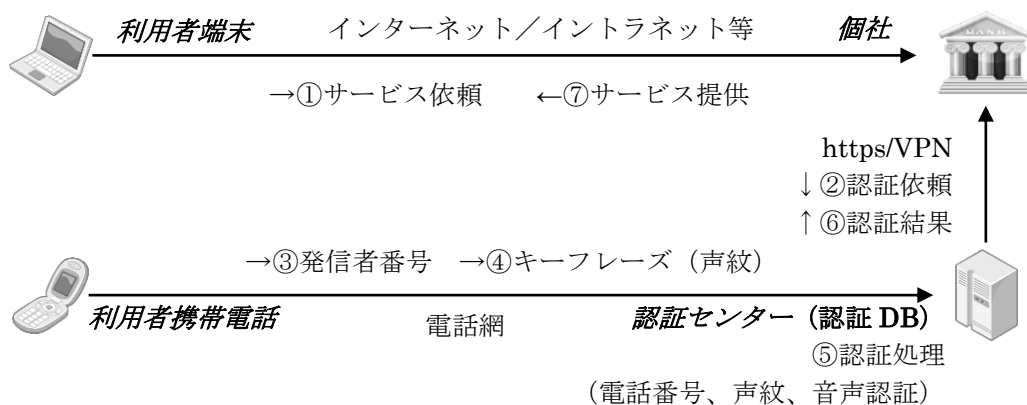 利用者端末 インターネット／イントラネット等 個社
BANK
→①サービス依頼 ←⑦サービス提供
https/VPN
↓②認証依頼
↑⑥認証結果
→③発信者番号 →④キーフレーズ（声紋）
利用者携帯電話 電話網 認証センター（認証 DB）
⑤認証処理
（電話番号、声紋、音声認証）